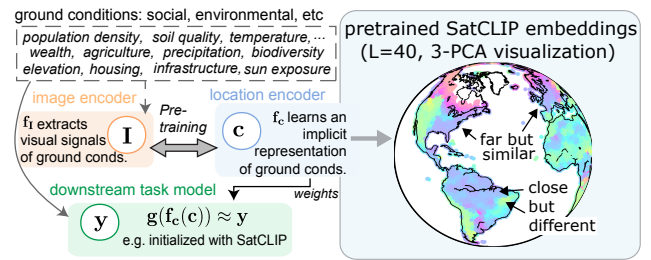 ground conditions: social, environmental, etc
population density, soil quality, temperature, ...
wealth, agriculture, precipitation, biodiversity
elevation, housing, infrastructure, sun exposure
image encoder
f_I extracts
visual signals
of ground conds.
I
Pre-
training
location encoder
c
f_c learns an
implicit
representation
of ground conds.
weights
downstream task model
y
g(f_c(c)) ≈ y
e.g. initialized with SatCLIP
pretrained SatCLIP embeddings
(L=40, 3-PCA visualization)
far but
similar
close
but
different